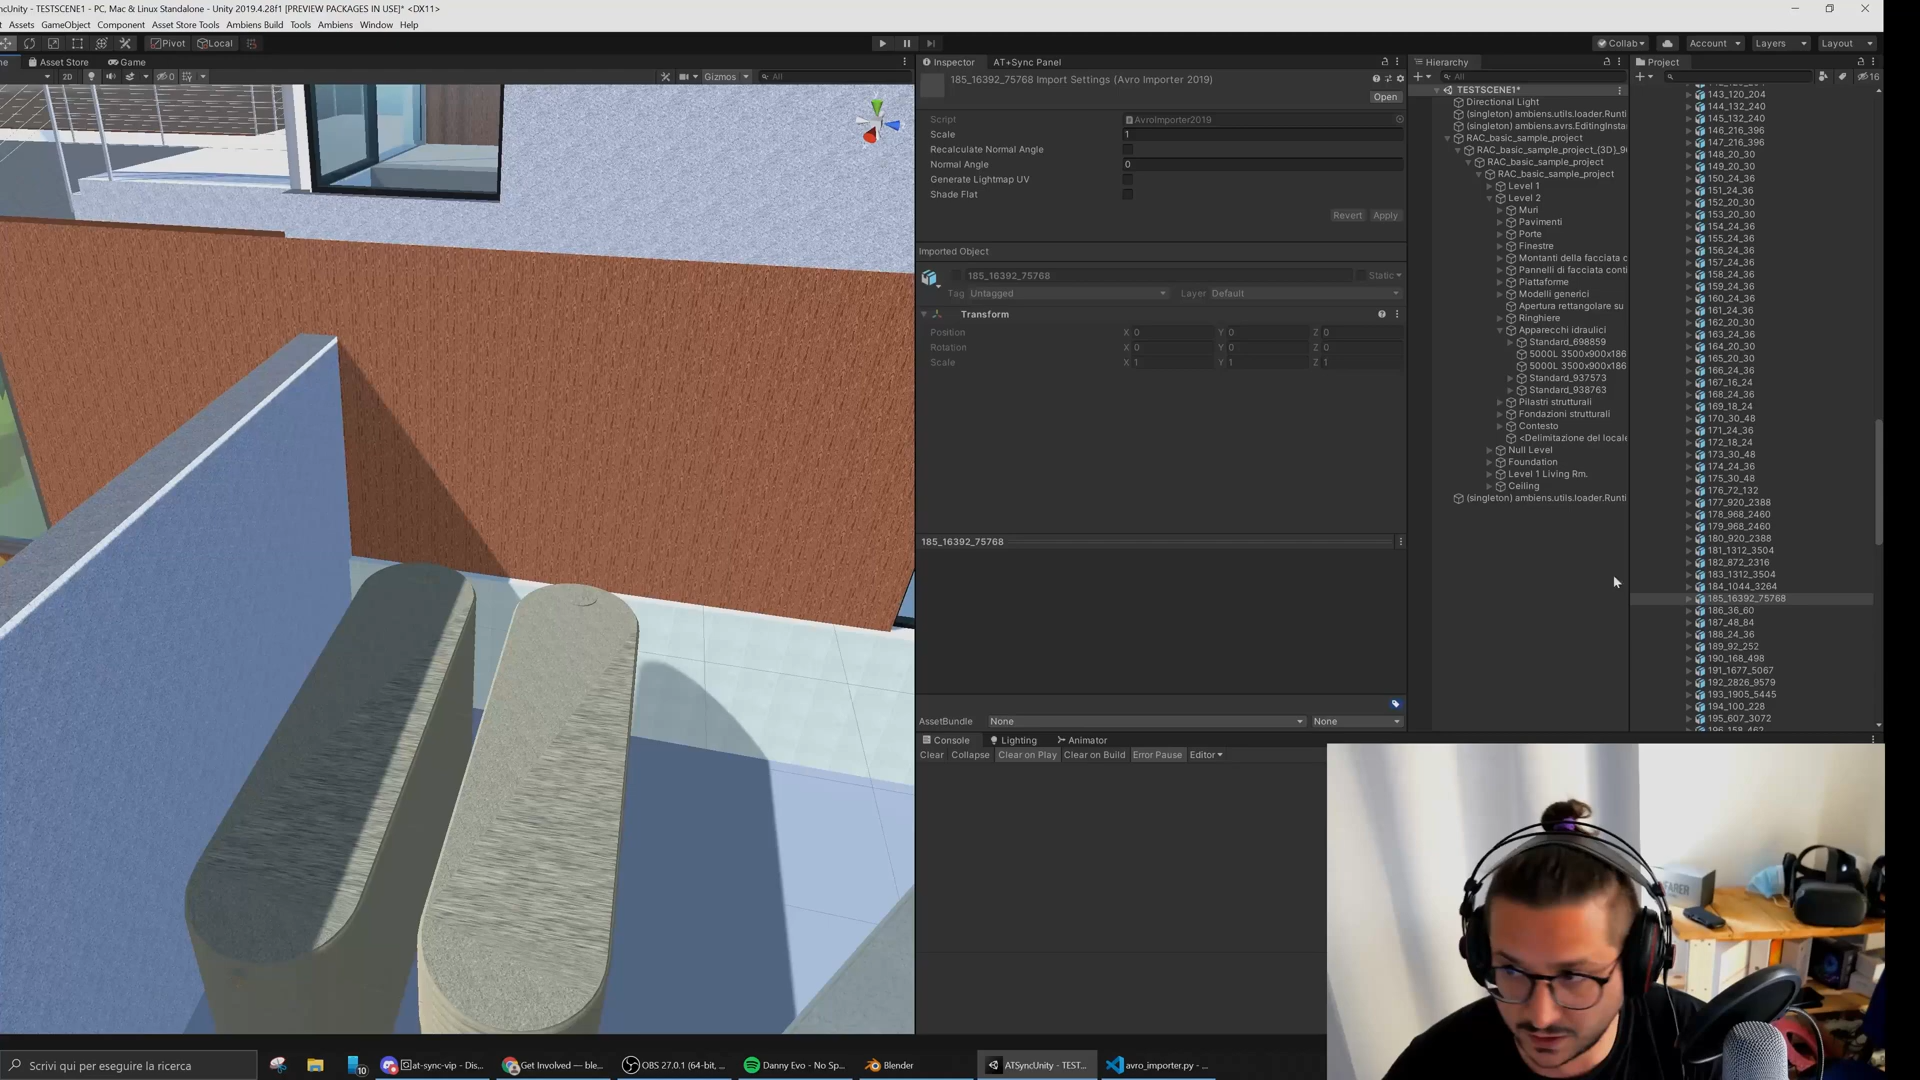 cUnity - TESTSCENE1 - PC, Mac & Linux Standalone - Unity 2019.4.28f1 [PREVIEW PACKAGES IN USE]* <DX11>
Assets GameObject Component Asset Store Tools Ambiens Build Tools Ambiens Window Help
Pivot Local Collab Account Layers Layout
Asset Store Game
2D 0 Gizmos All
Inspector AT+Sync Panel
185_16392_75768 Import Settings (Avro Importer 2019)
Open
Script AvroImporter2019
Scale 1
Recalculate Normal Angle
Normal Angle 0
Generate Lightmap UV
Shade Flat
Revert Apply
Imported Object
185_16392_75768 Static
Tag Untagged Layer Default
Transform
Position X 0 Y 0 Z 0
Rotation X 0 Y 0 Z 0
Scale X 1 Y 1 Z 1
185_16392_75768
AssetBundle None None
Console Lighting Animator
Clear Collapse Clear on Play Clear on Build Error Pause Editor
Hierarchy
All
TESTSCENE1*
Directional Light
(singleton) ambiens.utils.loader.Runti
(singleton) ambiens.avrs.EditingInsta
RAC_basic_sample_project
RAC_basic_sample_project_{3D}_9
RAC_basic_sample_project
RAC_basic_sample_project
Level 1
Level 2
Muri
Pavimenti
Porte
Finestre
Montanti della facciata c
Pannelli di facciata conti
Piattaforme
Modelli generici
Apertura rettangolare su
Ringhiere
Apparecchi idraulici
Standard_698859
5000L 3500x900x186
5000L 3500x900x186
Standard_937573
Standard_938763
Pilastri strutturali
Fondazioni strutturali
Contesto
<Delimitazione del locale
Null Level
Foundation
Level 1 Living Rm.
Ceiling
(singleton) ambiens.utils.loader.Runti
Project
16
143_120_204
144_132_240
145_132_240
146_216_396
147_216_396
148_20_30
149_20_30
150_24_36
151_24_36
152_20_30
153_20_30
154_24_36
155_24_36
156_24_36
157_24_36
158_24_36
159_24_36
160_24_36
161_24_36
162_20_30
163_24_36
164_20_30
165_20_30
166_24_36
167_16_24
168_24_36
169_18_24
170_30_48
171_24_36
172_18_24
173_30_48
174_24_36
175_30_48
176_72_132
177_920_2388
178_968_2460
179_968_2460
180_920_2388
181_1312_3504
182_872_2316
183_1312_3504
184_1044_3264
185_16392_75768
186_36_60
187_48_84
188_24_36
189_92_252
190_168_498
191_1677_5067
192_2826_9579
193_1905_5445
194_100_228
195_607_3072
196_158_462
Scrivi qui per eseguire la ricerca
10
at-sync-vip - Dis...
Get Involved — ble...
OBS 27.0.1 (64-bit, ...
Danny Evo - No Sp...
Blender
ATSyncUnity - TEST...
avro_importer.py - ...